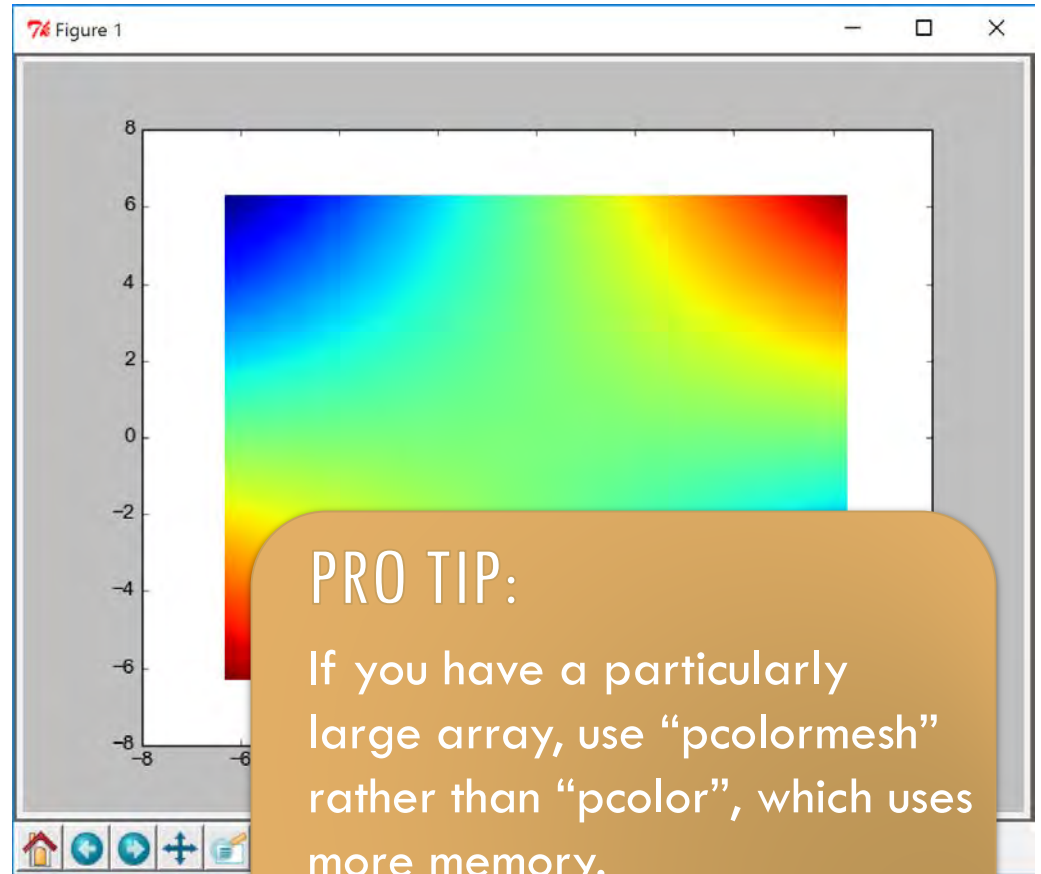 Figure 1
8
6
4
2
0
−2
−4
−6
−8
−8
−6
PRO TIP:
If you have a particularly
large array, use “pcolormesh”
rather than “pcolor”, which uses
more memory.